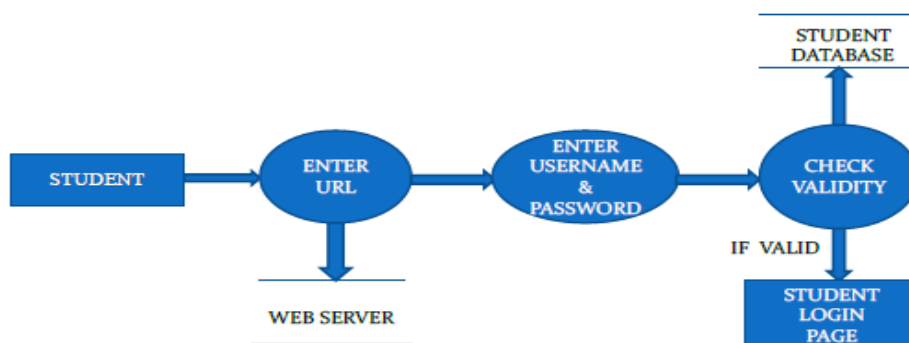 STUDENT
DATABASE
STUDENT
ENTER
URL
ENTER
USERNAME
&
PASSWORD
CHECK
VALIDITY
IF VALID
WEB SERVER
STUDENT
LOGIN
PAGE